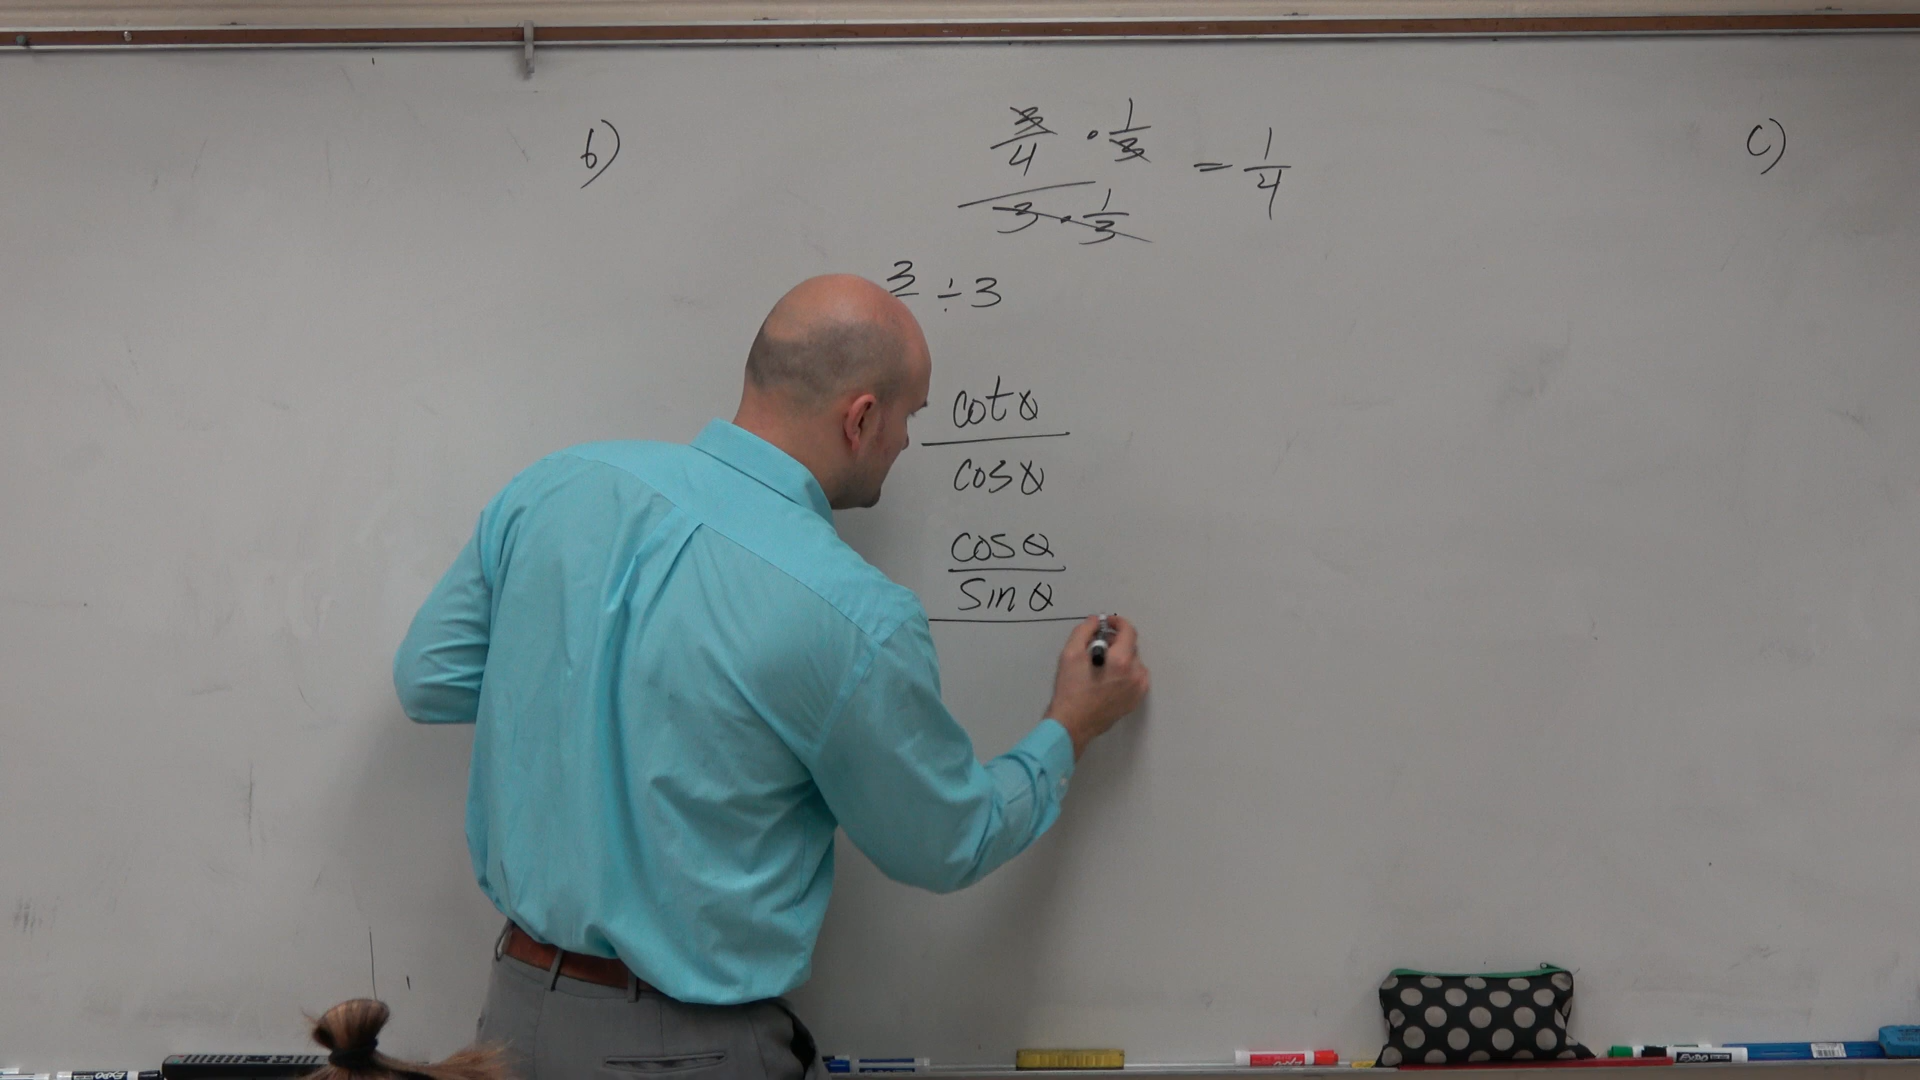 b)
3/4 · 1/3 = 1/4
3 · 1/3
c)
3 ÷ 3
cot θ
cos θ
cos θ
sin θ